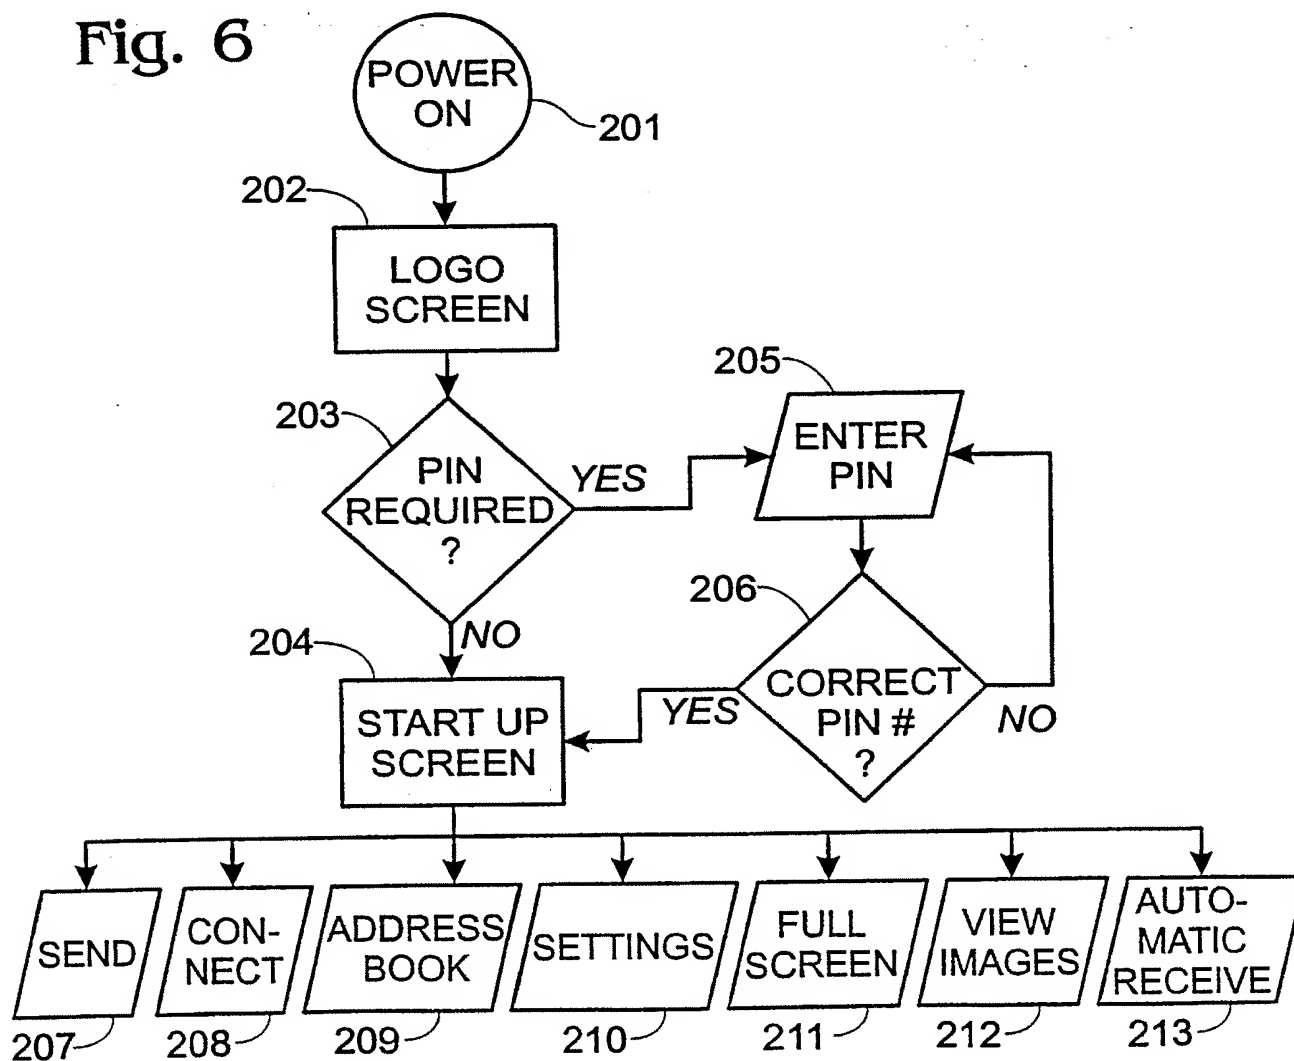 Fig. 6
POWER
ON
201
202
LOGO
SCREEN
203
PIN
REQUIRED
?
YES
NO
205
ENTER
PIN
206
CORRECT
PIN #
?
YES
NO
204
START UP
SCREEN
SEND
207
CON-
NECT
208
ADDRESS
BOOK
209
SETTINGS
210
FULL
SCREEN
211
VIEW
IMAGES
212
AUTO-
MATIC
RECEIVE
213